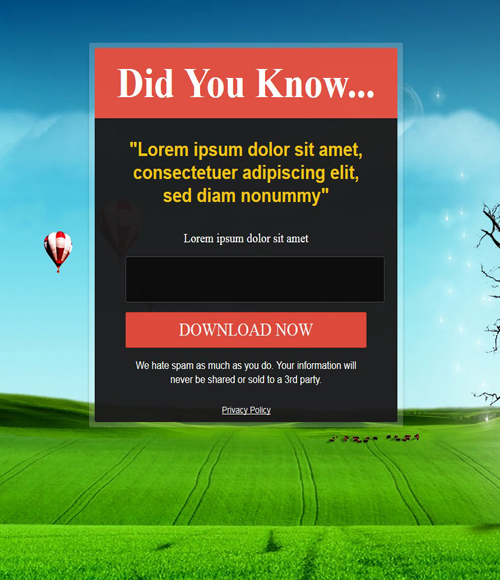 Did You Know...
"Lorem ipsum dolor sit amet,
consectetuer adipiscing elit,
sed diam nonummy"
Lorem ipsum dolor sit amet
DOWNLOAD NOW
We hate spam as much as you do. Your information will
never be shared or sold to a 3rd party.
Privacy Policy